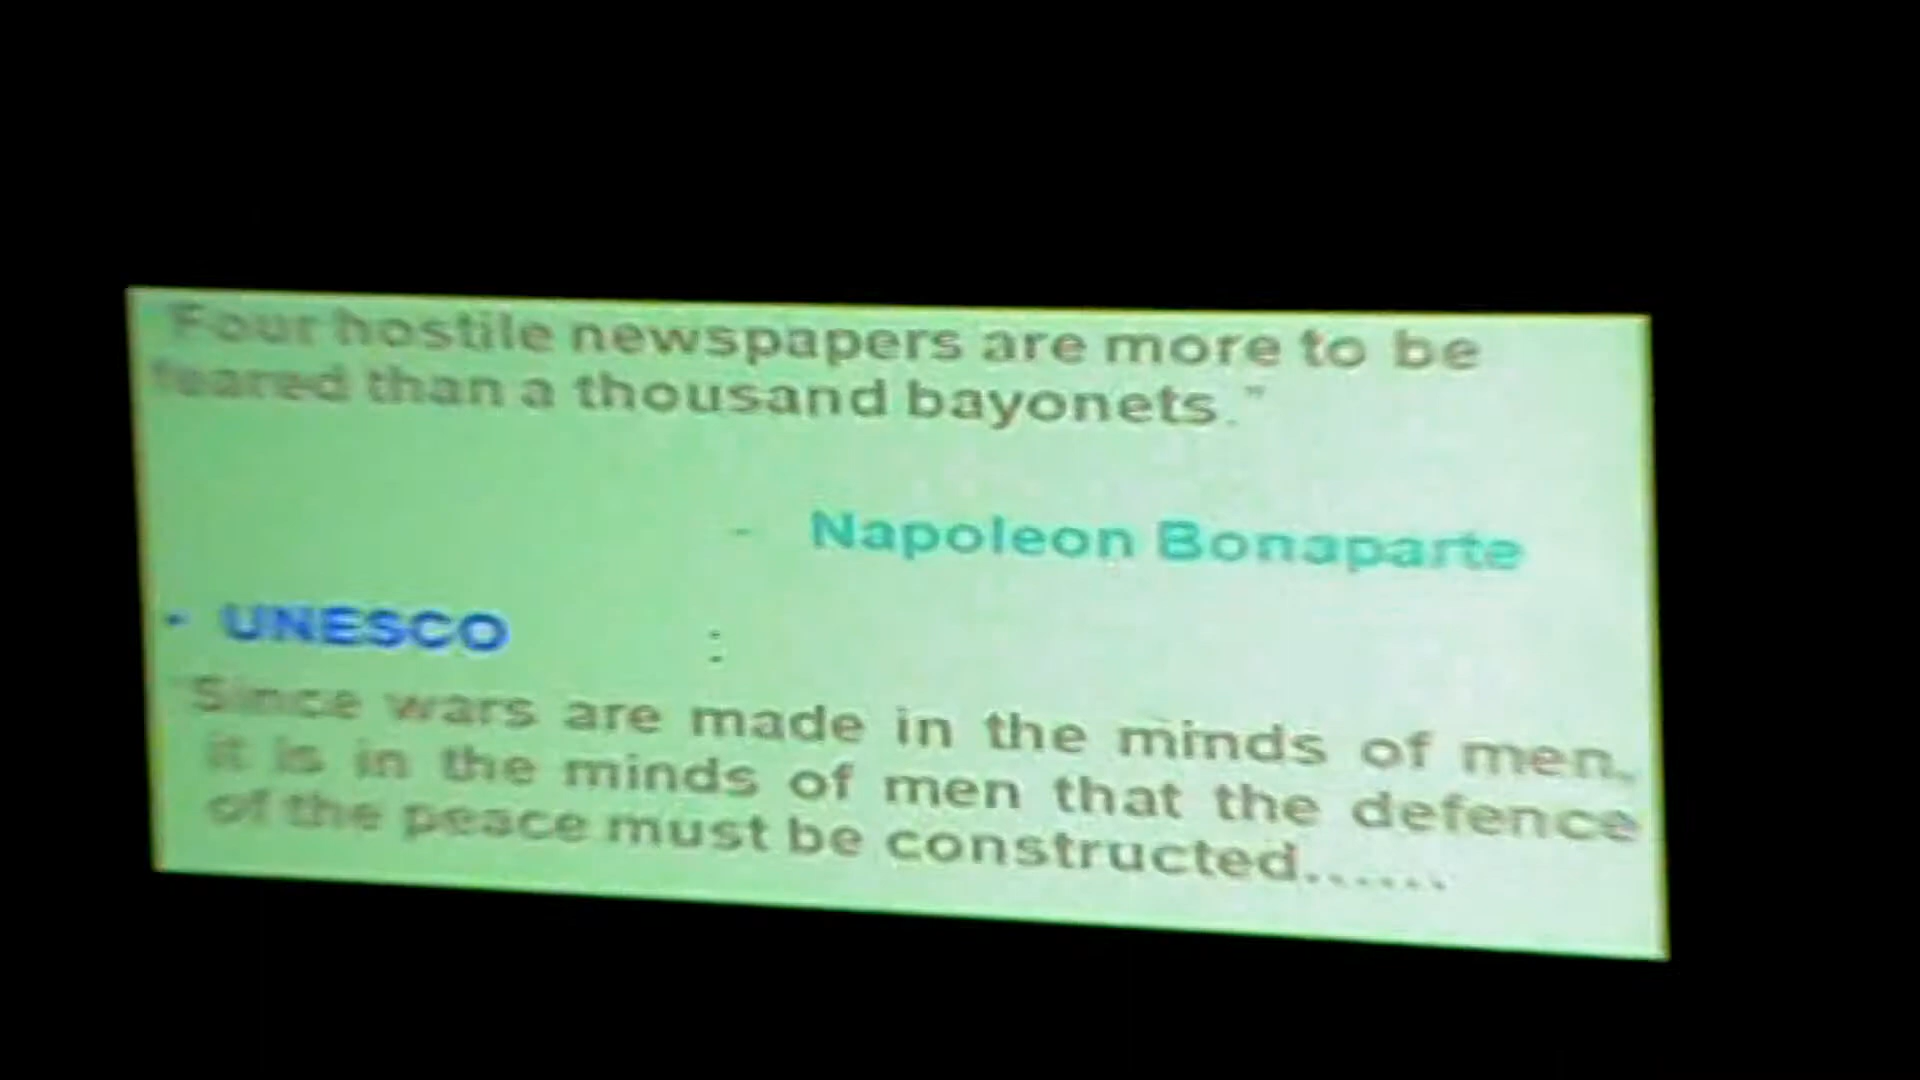 "Four hostile newspapers are more to be
feared than a thousand bayonets."
- Napoleon Bonaparte
- UNESCO :
"Since wars are made in the minds of men,
it is in the minds of men that the defence
of the peace must be constructed......